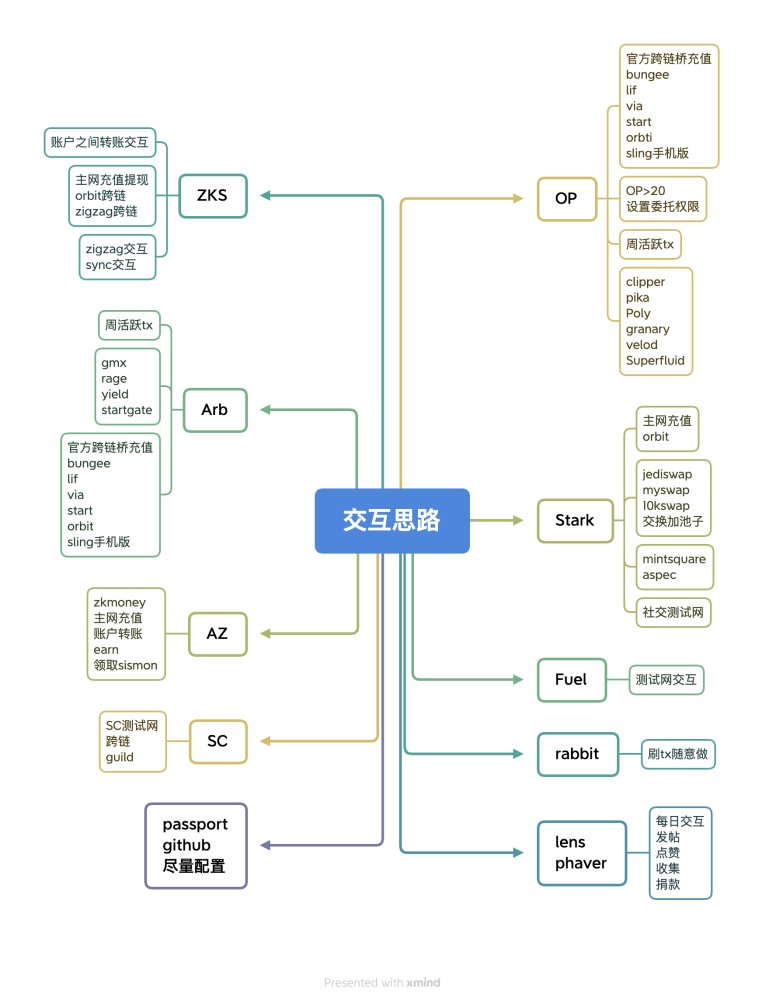 交互思路
OP
官方跨链桥充值
bungee
lif
via
start
orbti
sling手机版
OP>20
设置委托权限
周活跃tx
clipper
pika
Poly
granary
velod
Superfluid
Stark
主网充值
orbit
jediswap
myswap
10kswap
交换加池子
mintsquare
aspec
社交测试网
Fuel
测试网交互
rabbit
刷tx随意做
lens
phaver
每日交互
发帖
点赞
收集
捐款
ZKS
账户之间转账交互
主网充值提现
orbit跨链
zigzag跨链
zigzag交互
sync交互
Arb
周活跃tx
gmx
rage
yield
startgate
官方跨链桥充值
bungee
lif
via
start
orbit
sling手机版
AZ
zkmoney
主网充值
账户转账
earn
领取sismon
SC
SC测试网
跨链
guild
passport
github
尽量配置
Presented with xmind